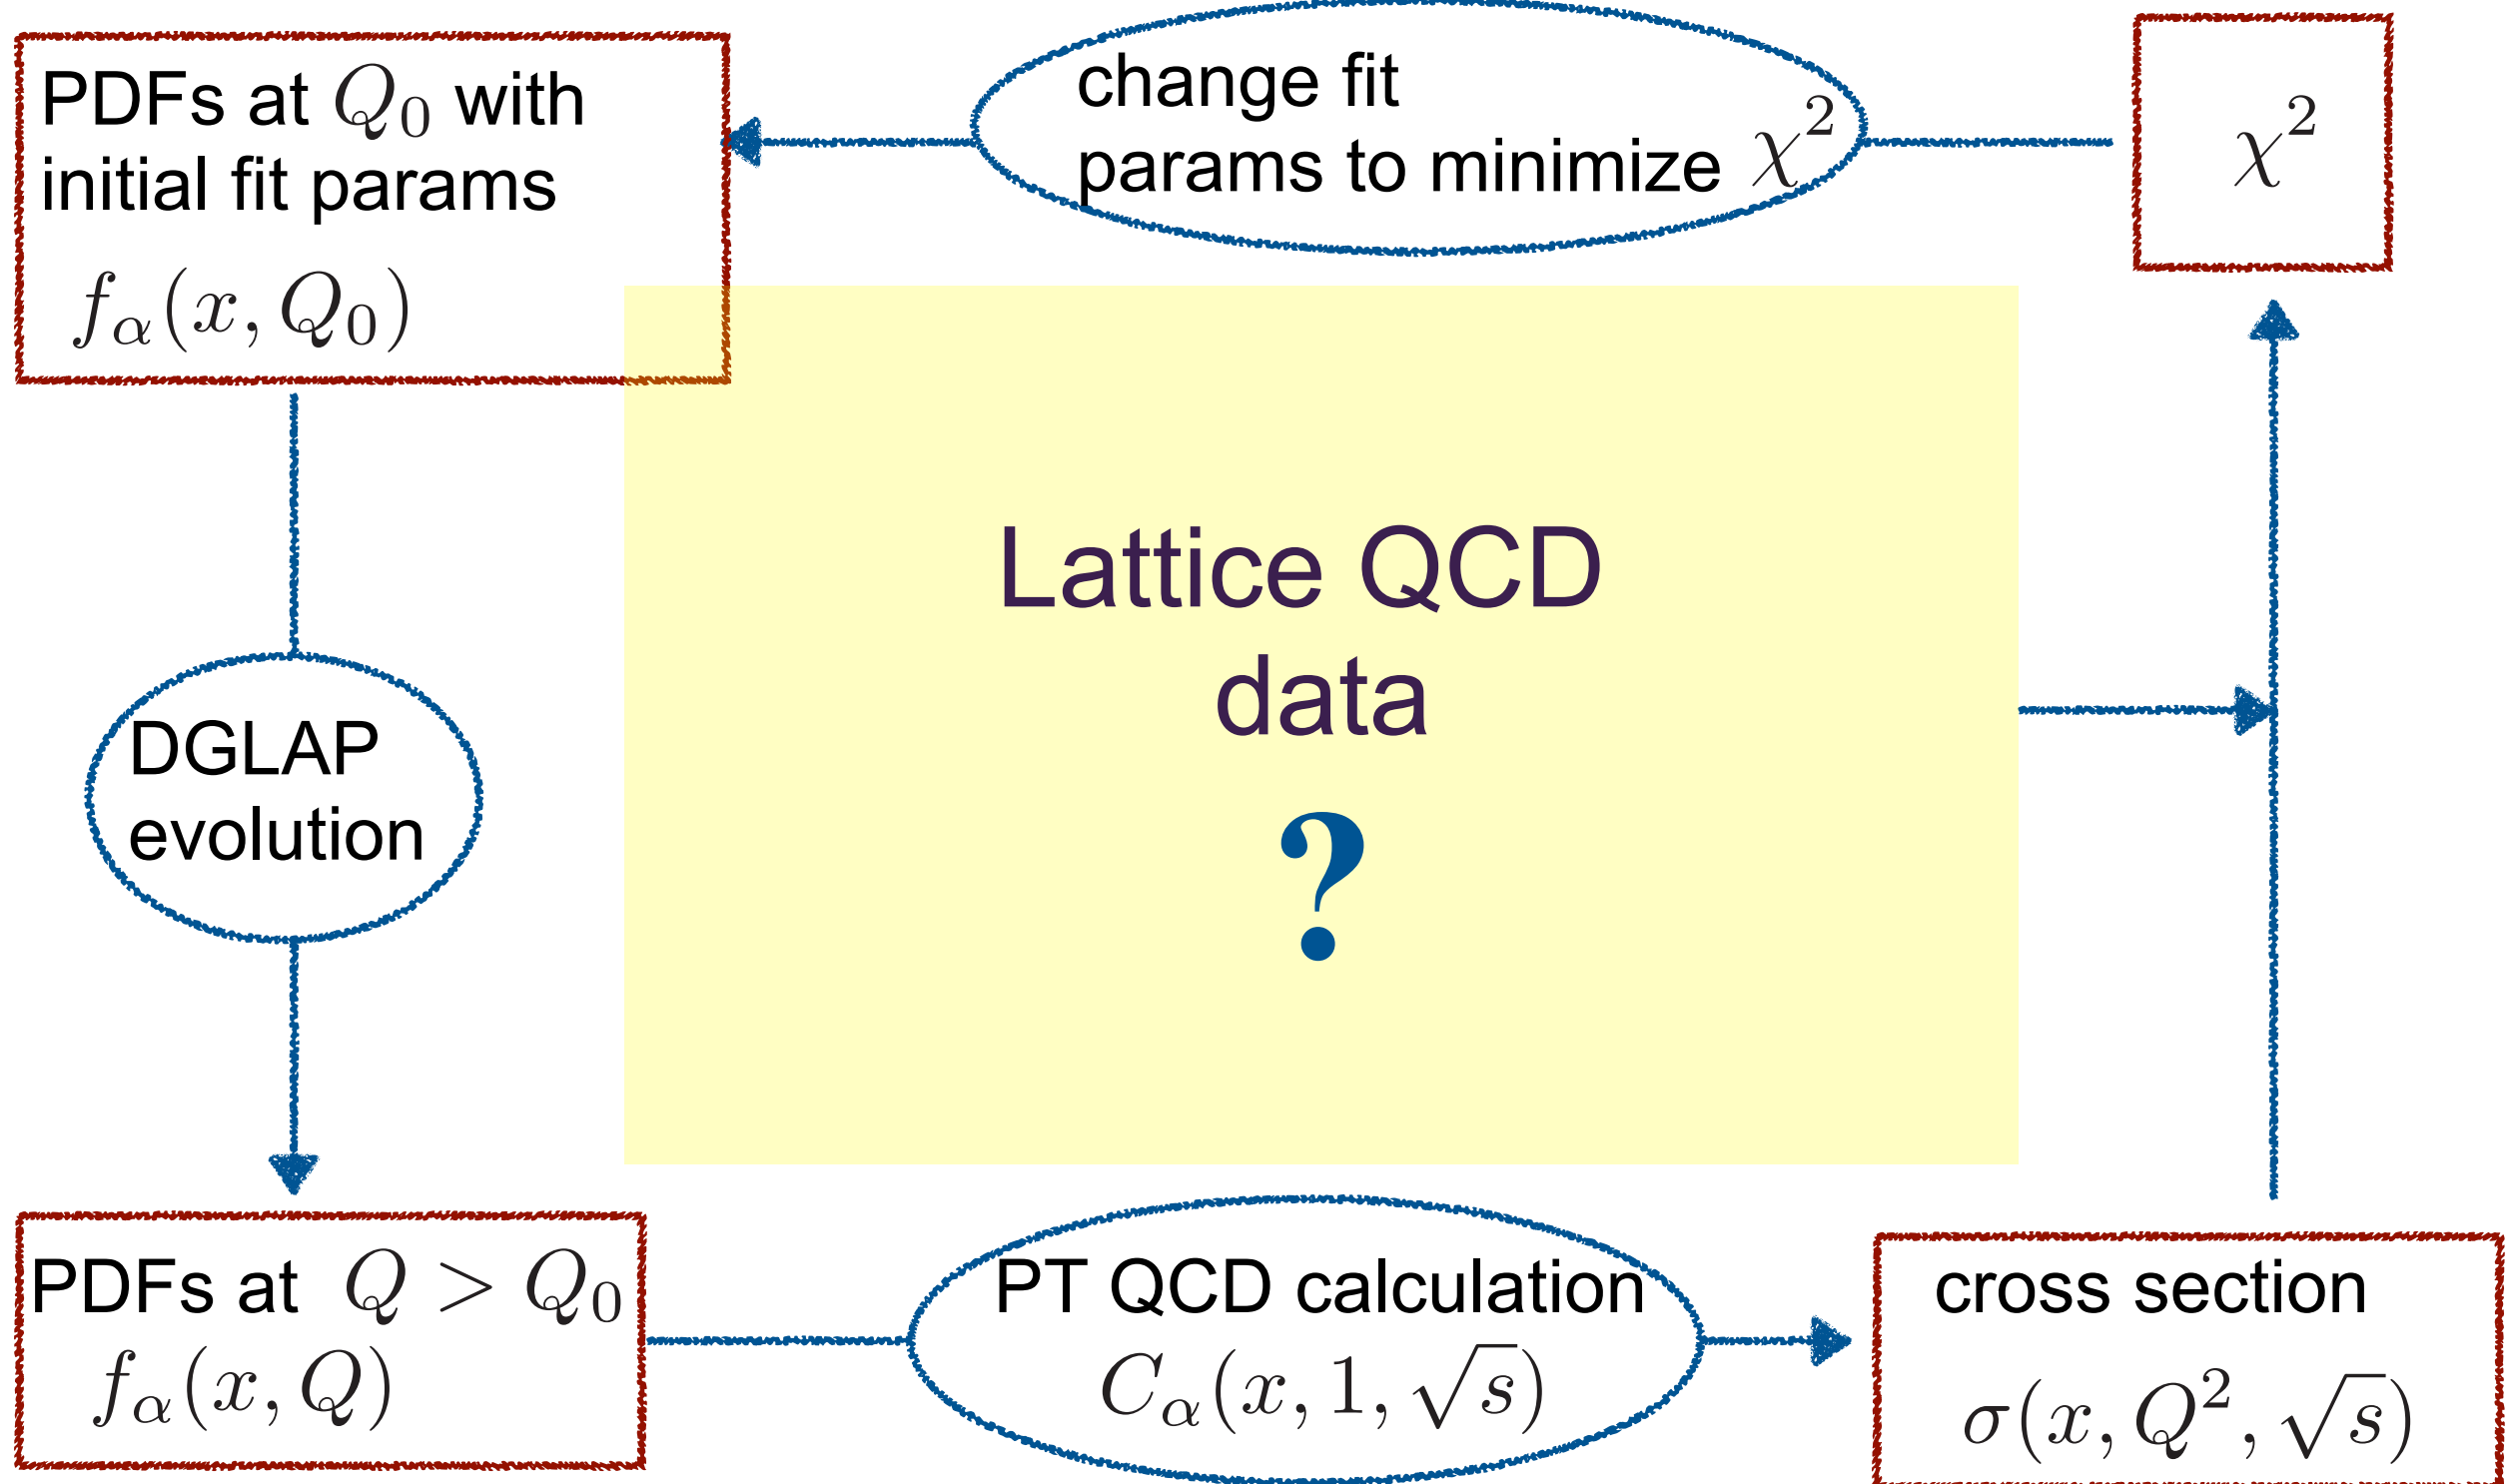 PDFs at Q₀ with
initial fit params
f_α(x, Q₀)
change fit
params to minimize χ²
χ²
Lattice QCD
data
?
DGLAP
evolution
PDFs at Q > Q₀
f_α(x, Q)
PT QCD calculation
C_α(x, 1, √s)
cross section
σ(x, Q², √s)